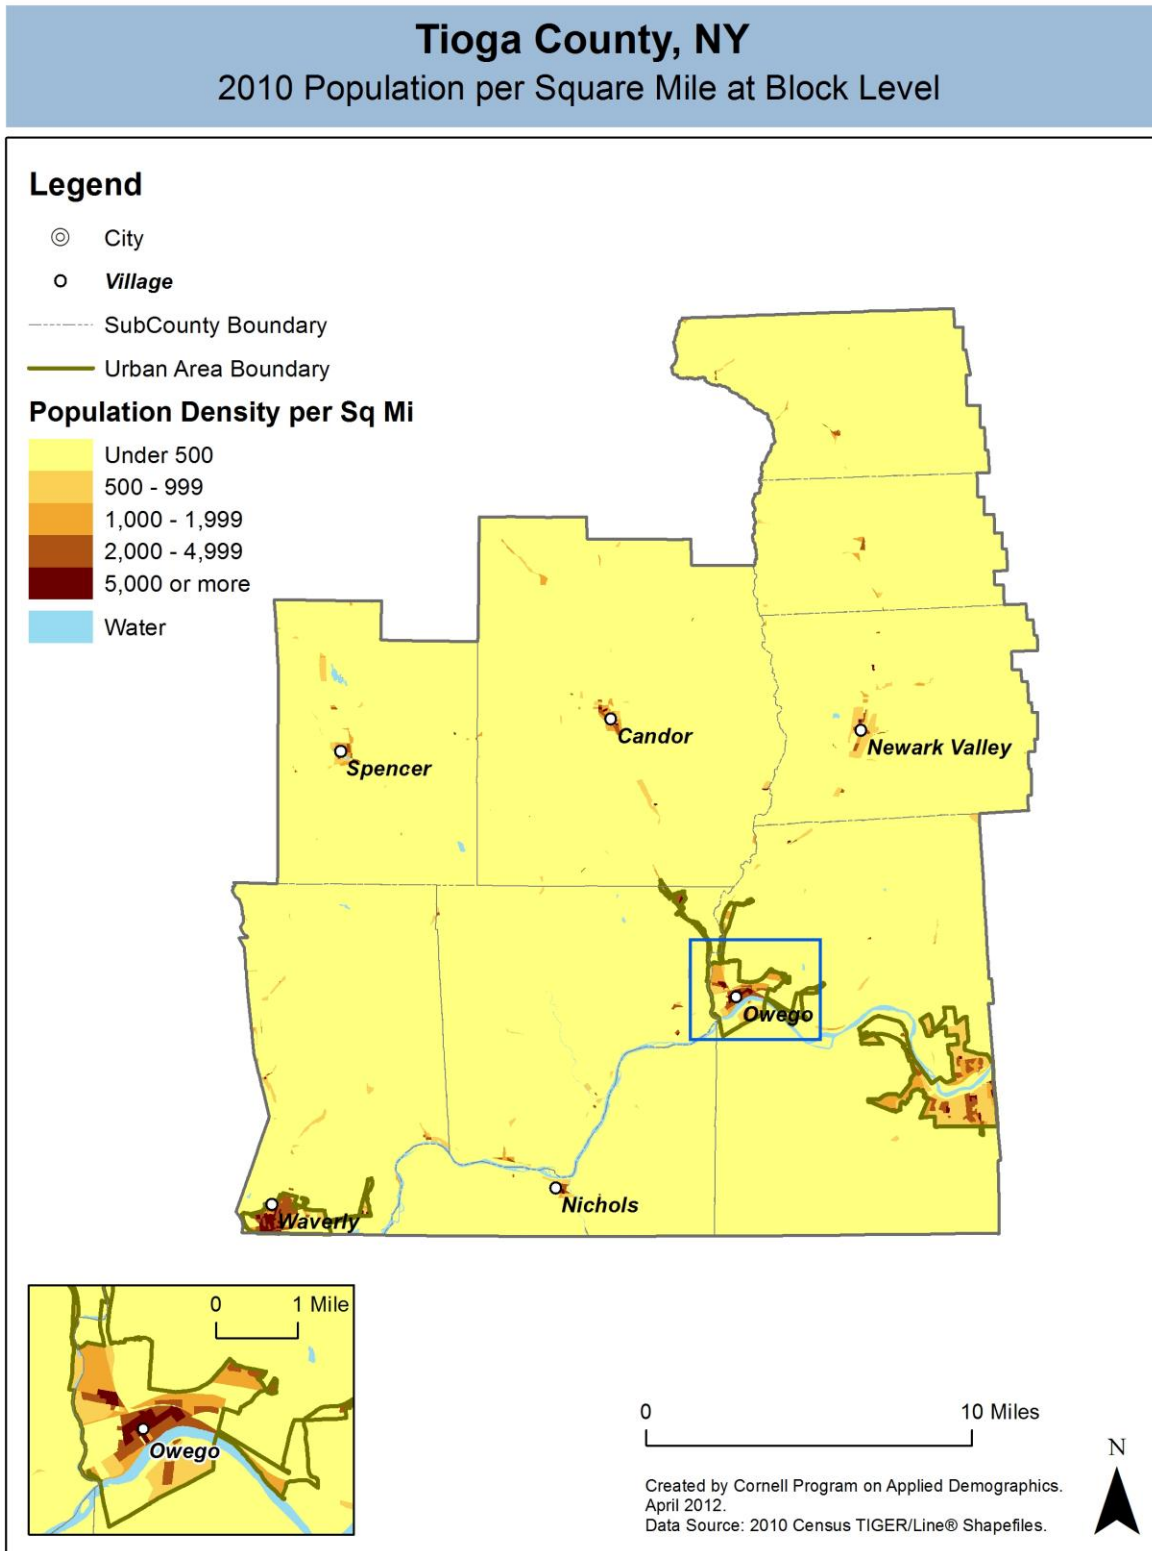 Tioga County, NY
2010 Population per Square Mile at Block Level
Legend
City
Village
SubCounty Boundary
Urban Area Boundary
Population Density per Sq Mi
Under 500
500 - 999
1,000 - 1,999
2,000 - 4,999
5,000 or more
Water
Candor
Newark Valley
Spencer
Owego
Nichols
Waverly
0 1 Mile
Owego
0 10 Miles
N
Created by Cornell Program on Applied Demographics.
April 2012.
Data Source: 2010 Census TIGER/Line® Shapefiles.